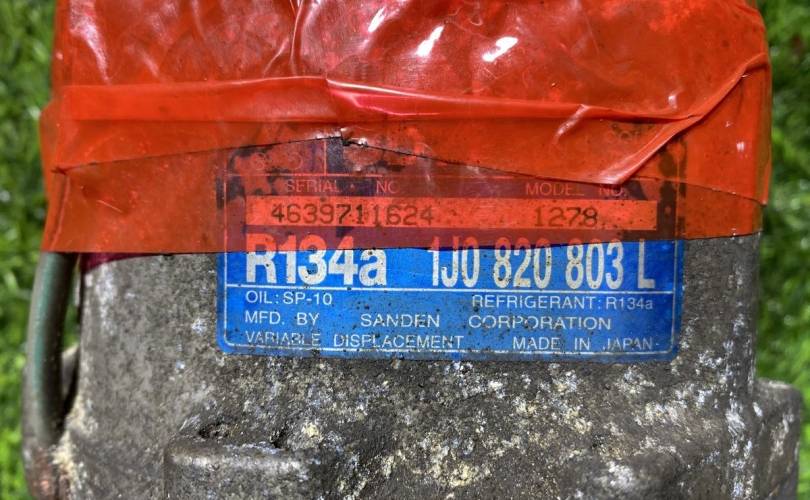 SERIAL NO. MODEL NO.
4639711624 1278
R134a 1J0 820 803 L
OIL: SP-10 REFRIGERANT: R134a
MFD. BY SANDEN CORPORATION
VARIABLE DISPLACEMENT MADE IN JAPAN